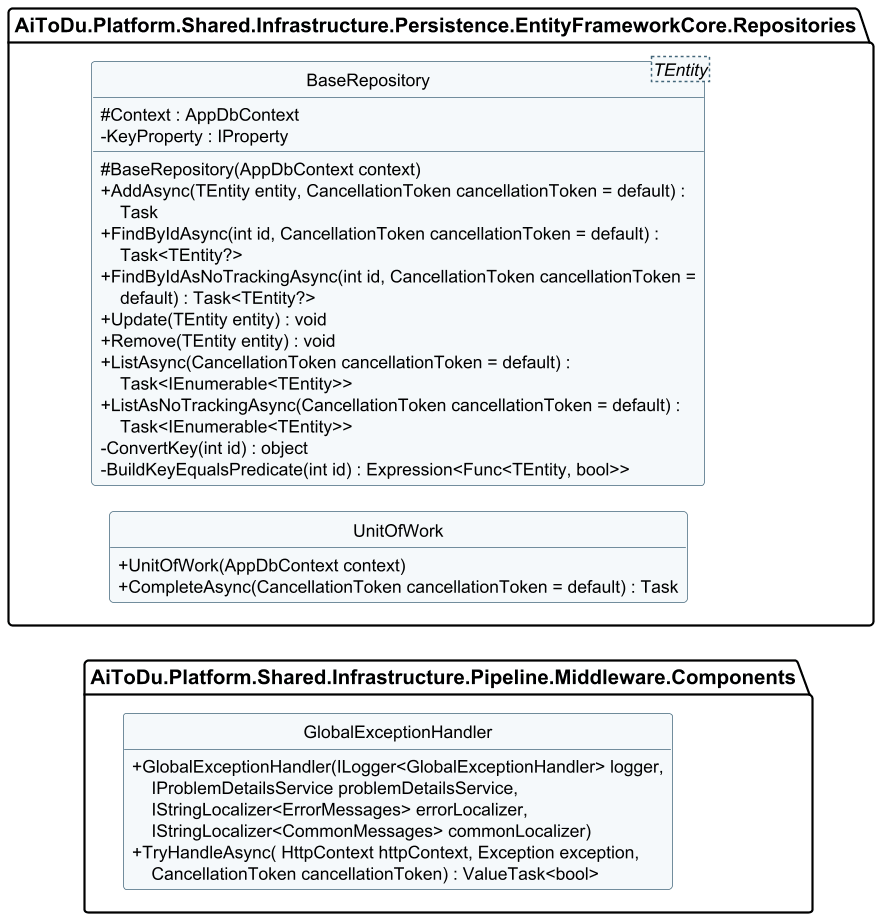 AiToDu.Platform.Shared.Infrastructure.Persistence.EntityFrameworkCore.Repositories
TEntity
BaseRepository
#Context : AppDbContext
-KeyProperty : IProperty
#BaseRepository(AppDbContext context)
+AddAsync(TEntity entity, CancellationToken cancellationToken = default) :
Task
+FindByIdAsync(int id, CancellationToken cancellationToken = default) :
Task<TEntity?>
+FindByIdAsNoTrackingAsync(int id, CancellationToken cancellationToken =
default) : Task<TEntity?>
+Update(TEntity entity) : void
+Remove(TEntity entity) : void
+ListAsync(CancellationToken cancellationToken = default) :
Task<IEnumerable<TEntity>>
+ListAsNoTrackingAsync(CancellationToken cancellationToken = default) :
Task<IEnumerable<TEntity>>
-ConvertKey(int id) : object
-BuildKeyEqualsPredicate(int id) : Expression<Func<TEntity, bool>>
UnitOfWork
+UnitOfWork(AppDbContext context)
+CompleteAsync(CancellationToken cancellationToken = default) : Task
AiToDu.Platform.Shared.Infrastructure.Pipeline.Middleware.Components
GlobalExceptionHandler
+GlobalExceptionHandler(ILogger<GlobalExceptionHandler> logger,
IProblemDetailsService problemDetailsService,
IStringLocalizer<ErrorMessages> errorLocalizer,
IStringLocalizer<CommonMessages> commonLocalizer)
+TryHandleAsync( HttpContext httpContext, Exception exception,
CancellationToken cancellationToken) : ValueTask<bool>